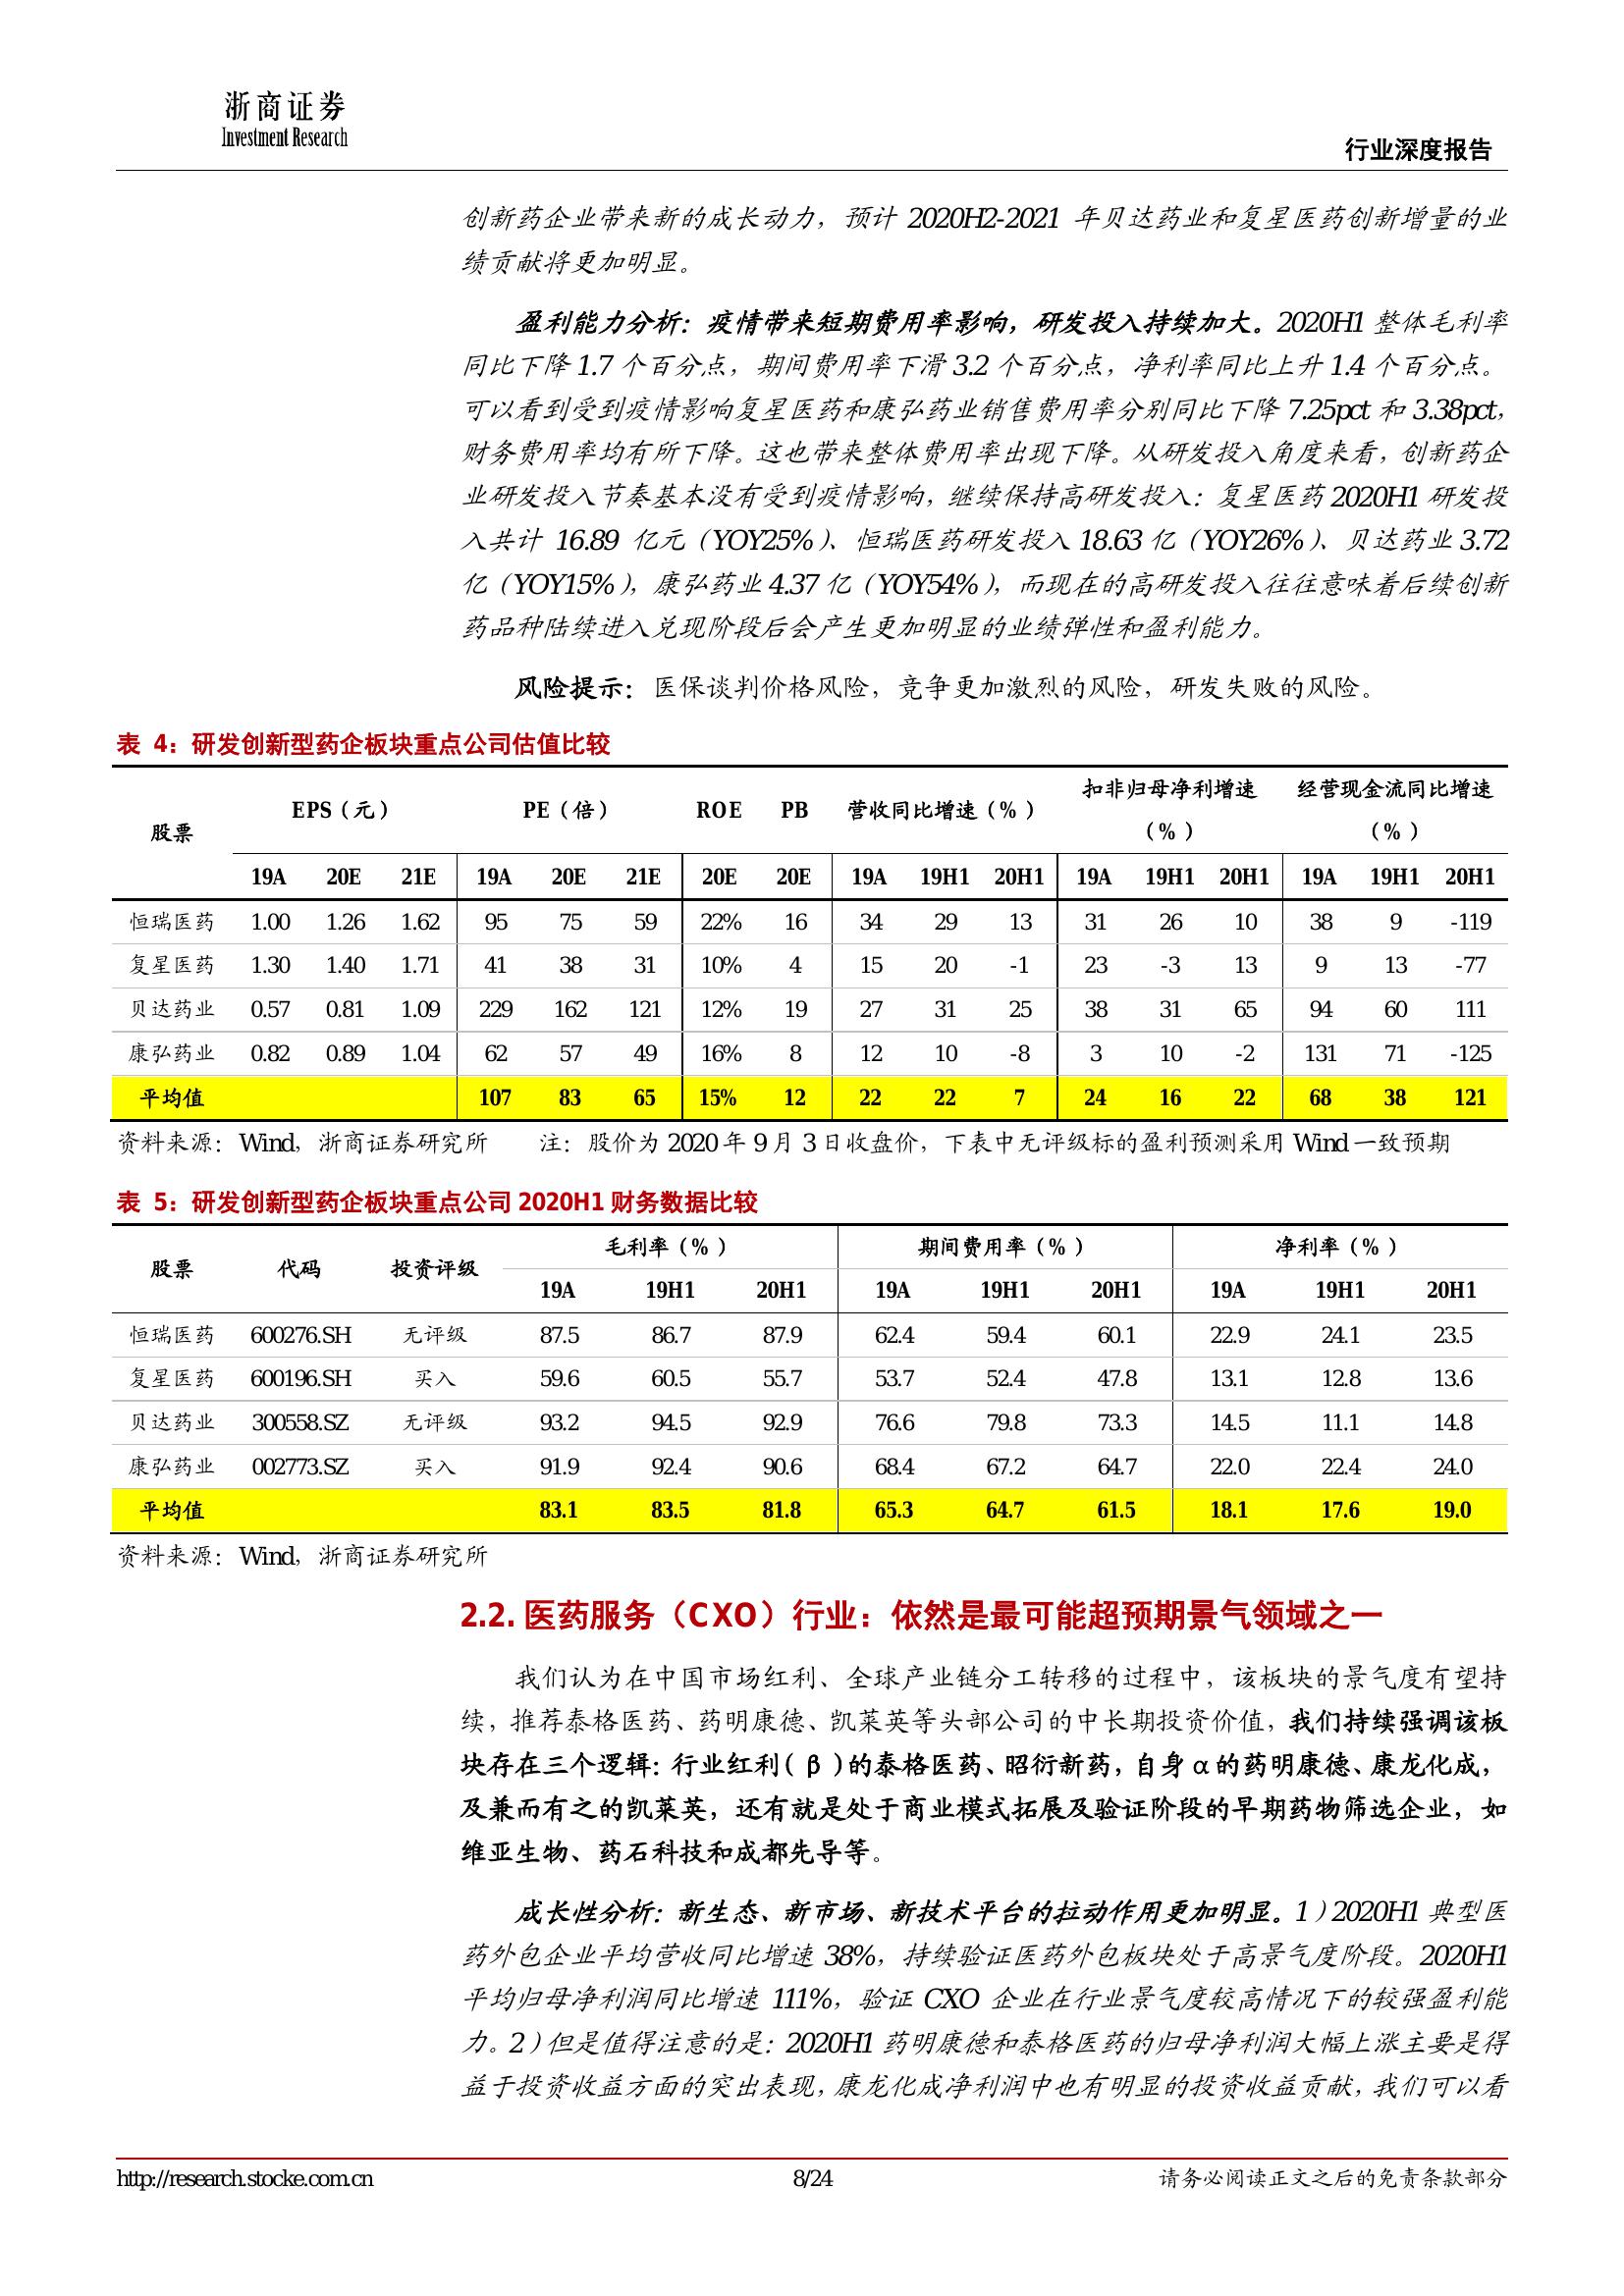 浙商证券
Investment Research
行业深度报告
创新药企业带来新的成长动力，预计 2020H2-2021 年贝达药业和复星医药创新增量的业
绩贡献将更加明显。
盈利能力分析：疫情带来短期费用率影响，研发投入持续加大。2020H1 整体毛利率
同比下降 1.7 个百分点，期间费用率下滑 3.2 个百分点，净利率同比上升 1.4 个百分点。
可以看到受到疫情影响复星医药和康弘药业销售费用率分别同比下降 7.25pct 和 3.38pct，
财务费用率均有所下降。这也带来整体费用率出现下降。从研发投入角度来看，创新药企
业研发投入节奏基本没有受到疫情影响，继续保持高研发投入：复星医药 2020H1 研发投
入共计 16.89 亿元（YOY25%）、恒瑞医药研发投入 18.63 亿（YOY26%）、贝达药业 3.72
亿（YOY15%），康弘药业 4.37 亿（YOY54%），而现在的高研发投入往往意味着后续创新
药品种陆续进入兑现阶段后会产生更加明显的业绩弹性和盈利能力。
风险提示：医保谈判价格风险，竞争更加激烈的风险，研发失败的风险。
表 4：研发创新型药企板块重点公司估值比较
股票 EPS（元） PE（倍） ROE PB 营收同比增速（%） 扣非归母净利增速（%） 经营现金流同比增速（%）
19A 20E 21E 19A 20E 21E 20E 20E 19A 19H1 20H1 19A 19H1 20H1 19A 19H1 20H1
恒瑞医药 1.00 1.26 1.62 95 75 59 22% 16 34 29 13 31 26 10 38 9 -119
复星医药 1.30 1.40 1.71 41 38 31 10% 4 15 20 -1 23 -3 13 9 13 -77
贝达药业 0.57 0.81 1.09 229 162 121 12% 19 27 31 25 38 31 65 94 60 111
康弘药业 0.82 0.89 1.04 62 57 49 16% 8 12 10 -8 3 10 -2 131 71 -125
平均值 107 83 65 15% 12 22 22 7 24 16 22 68 38 121
资料来源：Wind，浙商证券研究所 注：股价为 2020 年 9 月 3 日收盘价，下表中无评级标的盈利预测采用 Wind 一致预期
表 5：研发创新型药企板块重点公司 2020H1 财务数据比较
股票 代码 投资评级 毛利率（%） 期间费用率（%） 净利率（%）
19A 19H1 20H1 19A 19H1 20H1 19A 19H1 20H1
恒瑞医药 600276.SH 无评级 87.5 86.7 87.9 62.4 59.4 60.1 22.9 24.1 23.5
复星医药 600196.SH 买入 59.6 60.5 55.7 53.7 52.4 47.8 13.1 12.8 13.6
贝达药业 300558.SZ 无评级 93.2 94.5 92.9 76.6 79.8 73.3 14.5 11.1 14.8
康弘药业 002773.SZ 买入 91.9 92.4 90.6 68.4 67.2 64.7 22.0 22.4 24.0
平均值 83.1 83.5 81.8 65.3 64.7 61.5 18.1 17.6 19.0
资料来源：Wind，浙商证券研究所
2.2. 医药服务（CXO）行业：依然是最可能超预期景气领域之一
我们认为在中国市场红利、全球产业链分工转移的过程中，该板块的景气度有望持
续，推荐泰格医药、药明康德、凯莱英等头部公司的中长期投资价值，我们持续强调该板
块存在三个逻辑：行业红利(β)的泰格医药、昭衍新药，自身α的药明康德、康龙化成，
及兼而有之的凯莱英，还有就是处于商业模式拓展及验证阶段的早期药物筛选企业，如
维亚生物、药石科技和成都先导等。
成长性分析：新生态、新市场、新技术平台的拉动作用更加明显。1）2020H1 典型医
药外包企业平均营收同比增速 38%，持续验证医药外包板块处于高景气度阶段。2020H1
平均归母净利润同比增速 111%，验证 CXO 企业在行业景气度较高情况下的较强盈利能
力。2）但是值得注意的是：2020H1 药明康德和泰格医药的归母净利润大幅上涨主要是得
益于投资收益方面的突出表现，康龙化成净利润中也有明显的投资收益贡献，我们可以看
http://research.stocke.com.cn
8/24
请务必阅读正文之后的免责条款部分